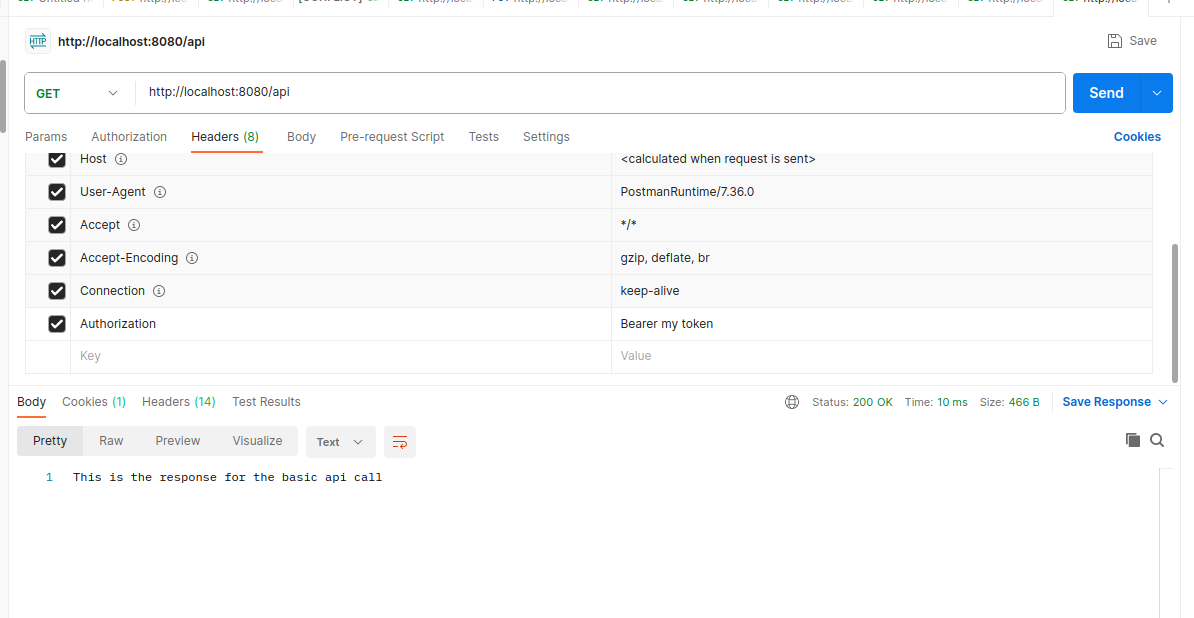 http://localhost:8080/api
Save
GET
http://localhost:8080/api
Send
Params Authorization Headers (8) Body Pre-request Script Tests Settings Cookies
Host <calculated when request is sent>
User-Agent PostmanRuntime/7.36.0
Accept */*
Accept-Encoding gzip, deflate, br
Connection keep-alive
Authorization Bearer my token
Key Value
Body Cookies (1) Headers (14) Test Results Status: 200 OK Time: 10 ms Size: 466 B Save Response
Pretty Raw Preview Visualize Text
1 This is the response for the basic api call